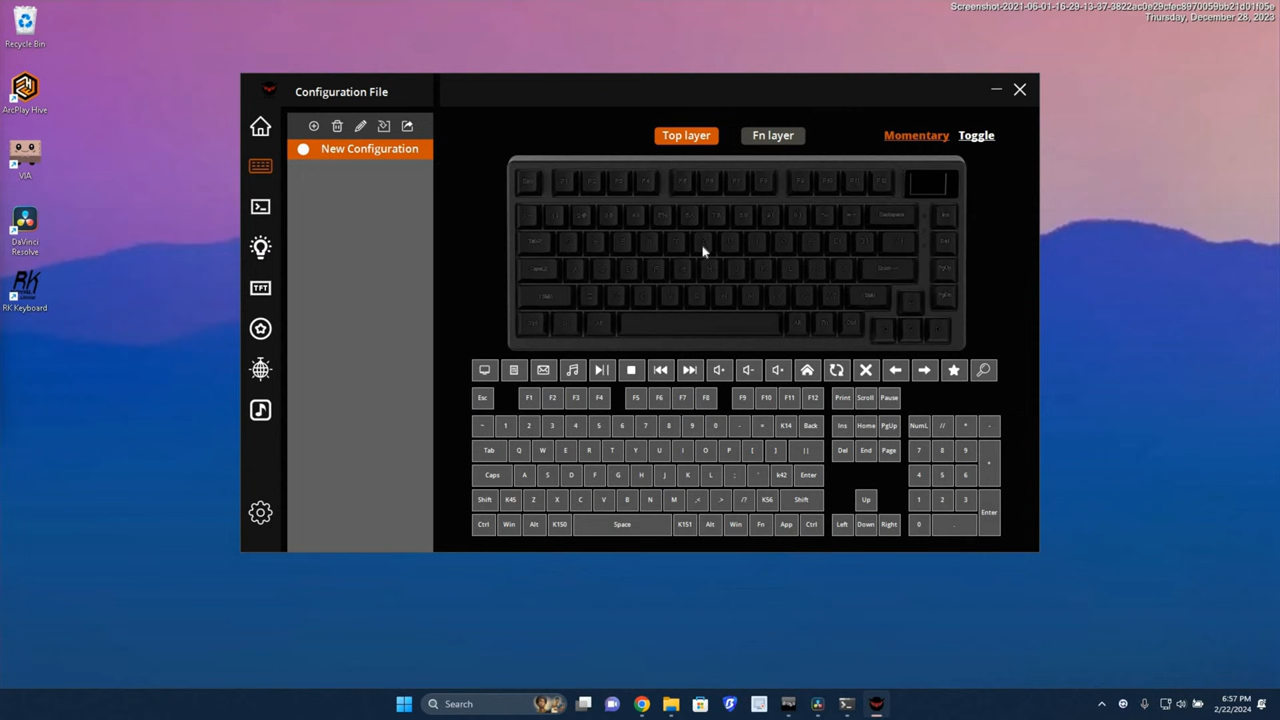 Screenshot-2021-06-01-16-29-13-37-3822ac0e29cfec8970059bb21d01f05e
Thursday, December 28, 2023
Recycle Bin
ArcPlay Hive
VIA
DaVinci
Resolve
RK Keyboard
Configuration File
New Configuration
Top layer
Fn layer
Momentary
Toggle
TFT
Esc F1 F2 F3 F4 F5 F6 F7 F8 F9 F10 F11 F12 Print Scroll Pause
~ 1 2 3 4 5 6 7 8 9 0 - = K14 Back Ins Home PgUp NumL // * -
Tab Q W E R T Y U I O P [ ] || Del End Page 7 8 9 +
Caps A S D F G H J K L ; ' k42 Enter 4 5 6
Shift K45 Z X C V B N M ,< .> /? K56 Shift Up 1 2 3 Enter
Ctrl Win Alt K150 Space K151 Alt Win Fn App Ctrl Left Down Right 0 .
Search
6:57 PM
2/22/2024